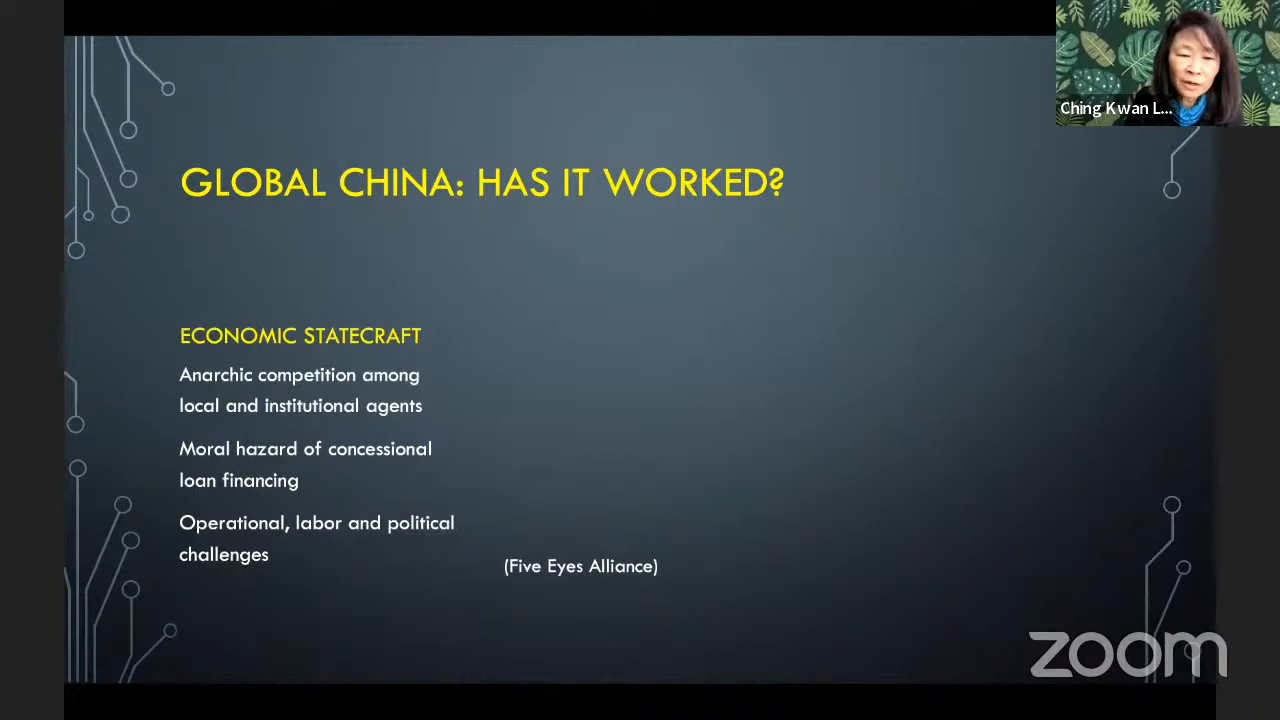 Ching Kwan L...
GLOBAL CHINA: HAS IT WORKED?
ECONOMIC STATECRAFT
Anarchic competition among
local and institutional agents
Moral hazard of concessional
loan financing
Operational, labor and political
challenges
(Five Eyes Alliance)
zoom